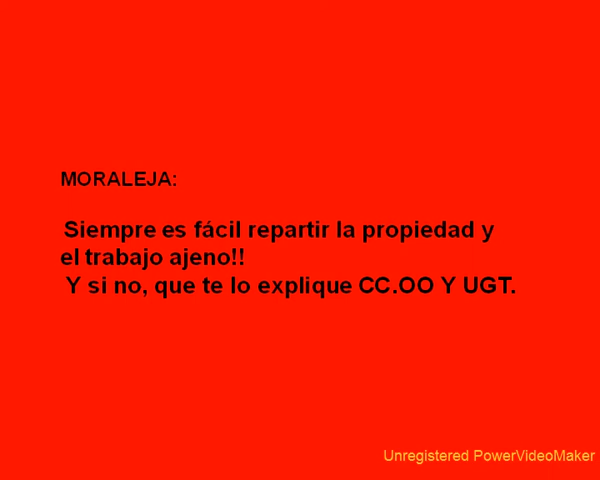 MORALEJA:
Siempre es fácil repartir la propiedad y
el trabajo ajeno!!
Y si no, que te lo explique CC.OO Y UGT.
Unregistered PowerVideoMaker